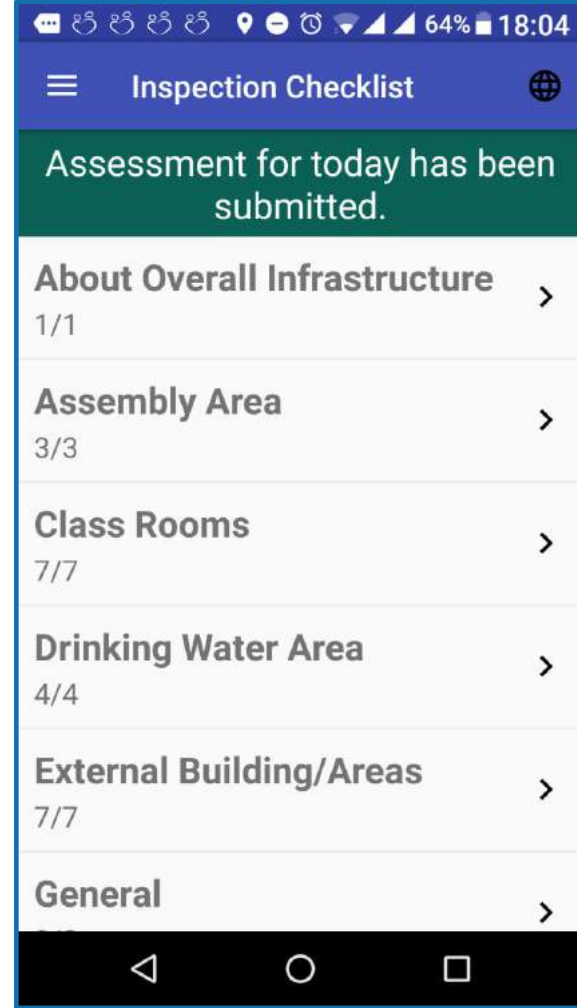 64% 18:04
Inspection Checklist
Assessment for today has been
submitted.
About Overall Infrastructure
1/1
Assembly Area
3/3
Class Rooms
7/7
Drinking Water Area
4/4
External Building/Areas
7/7
General